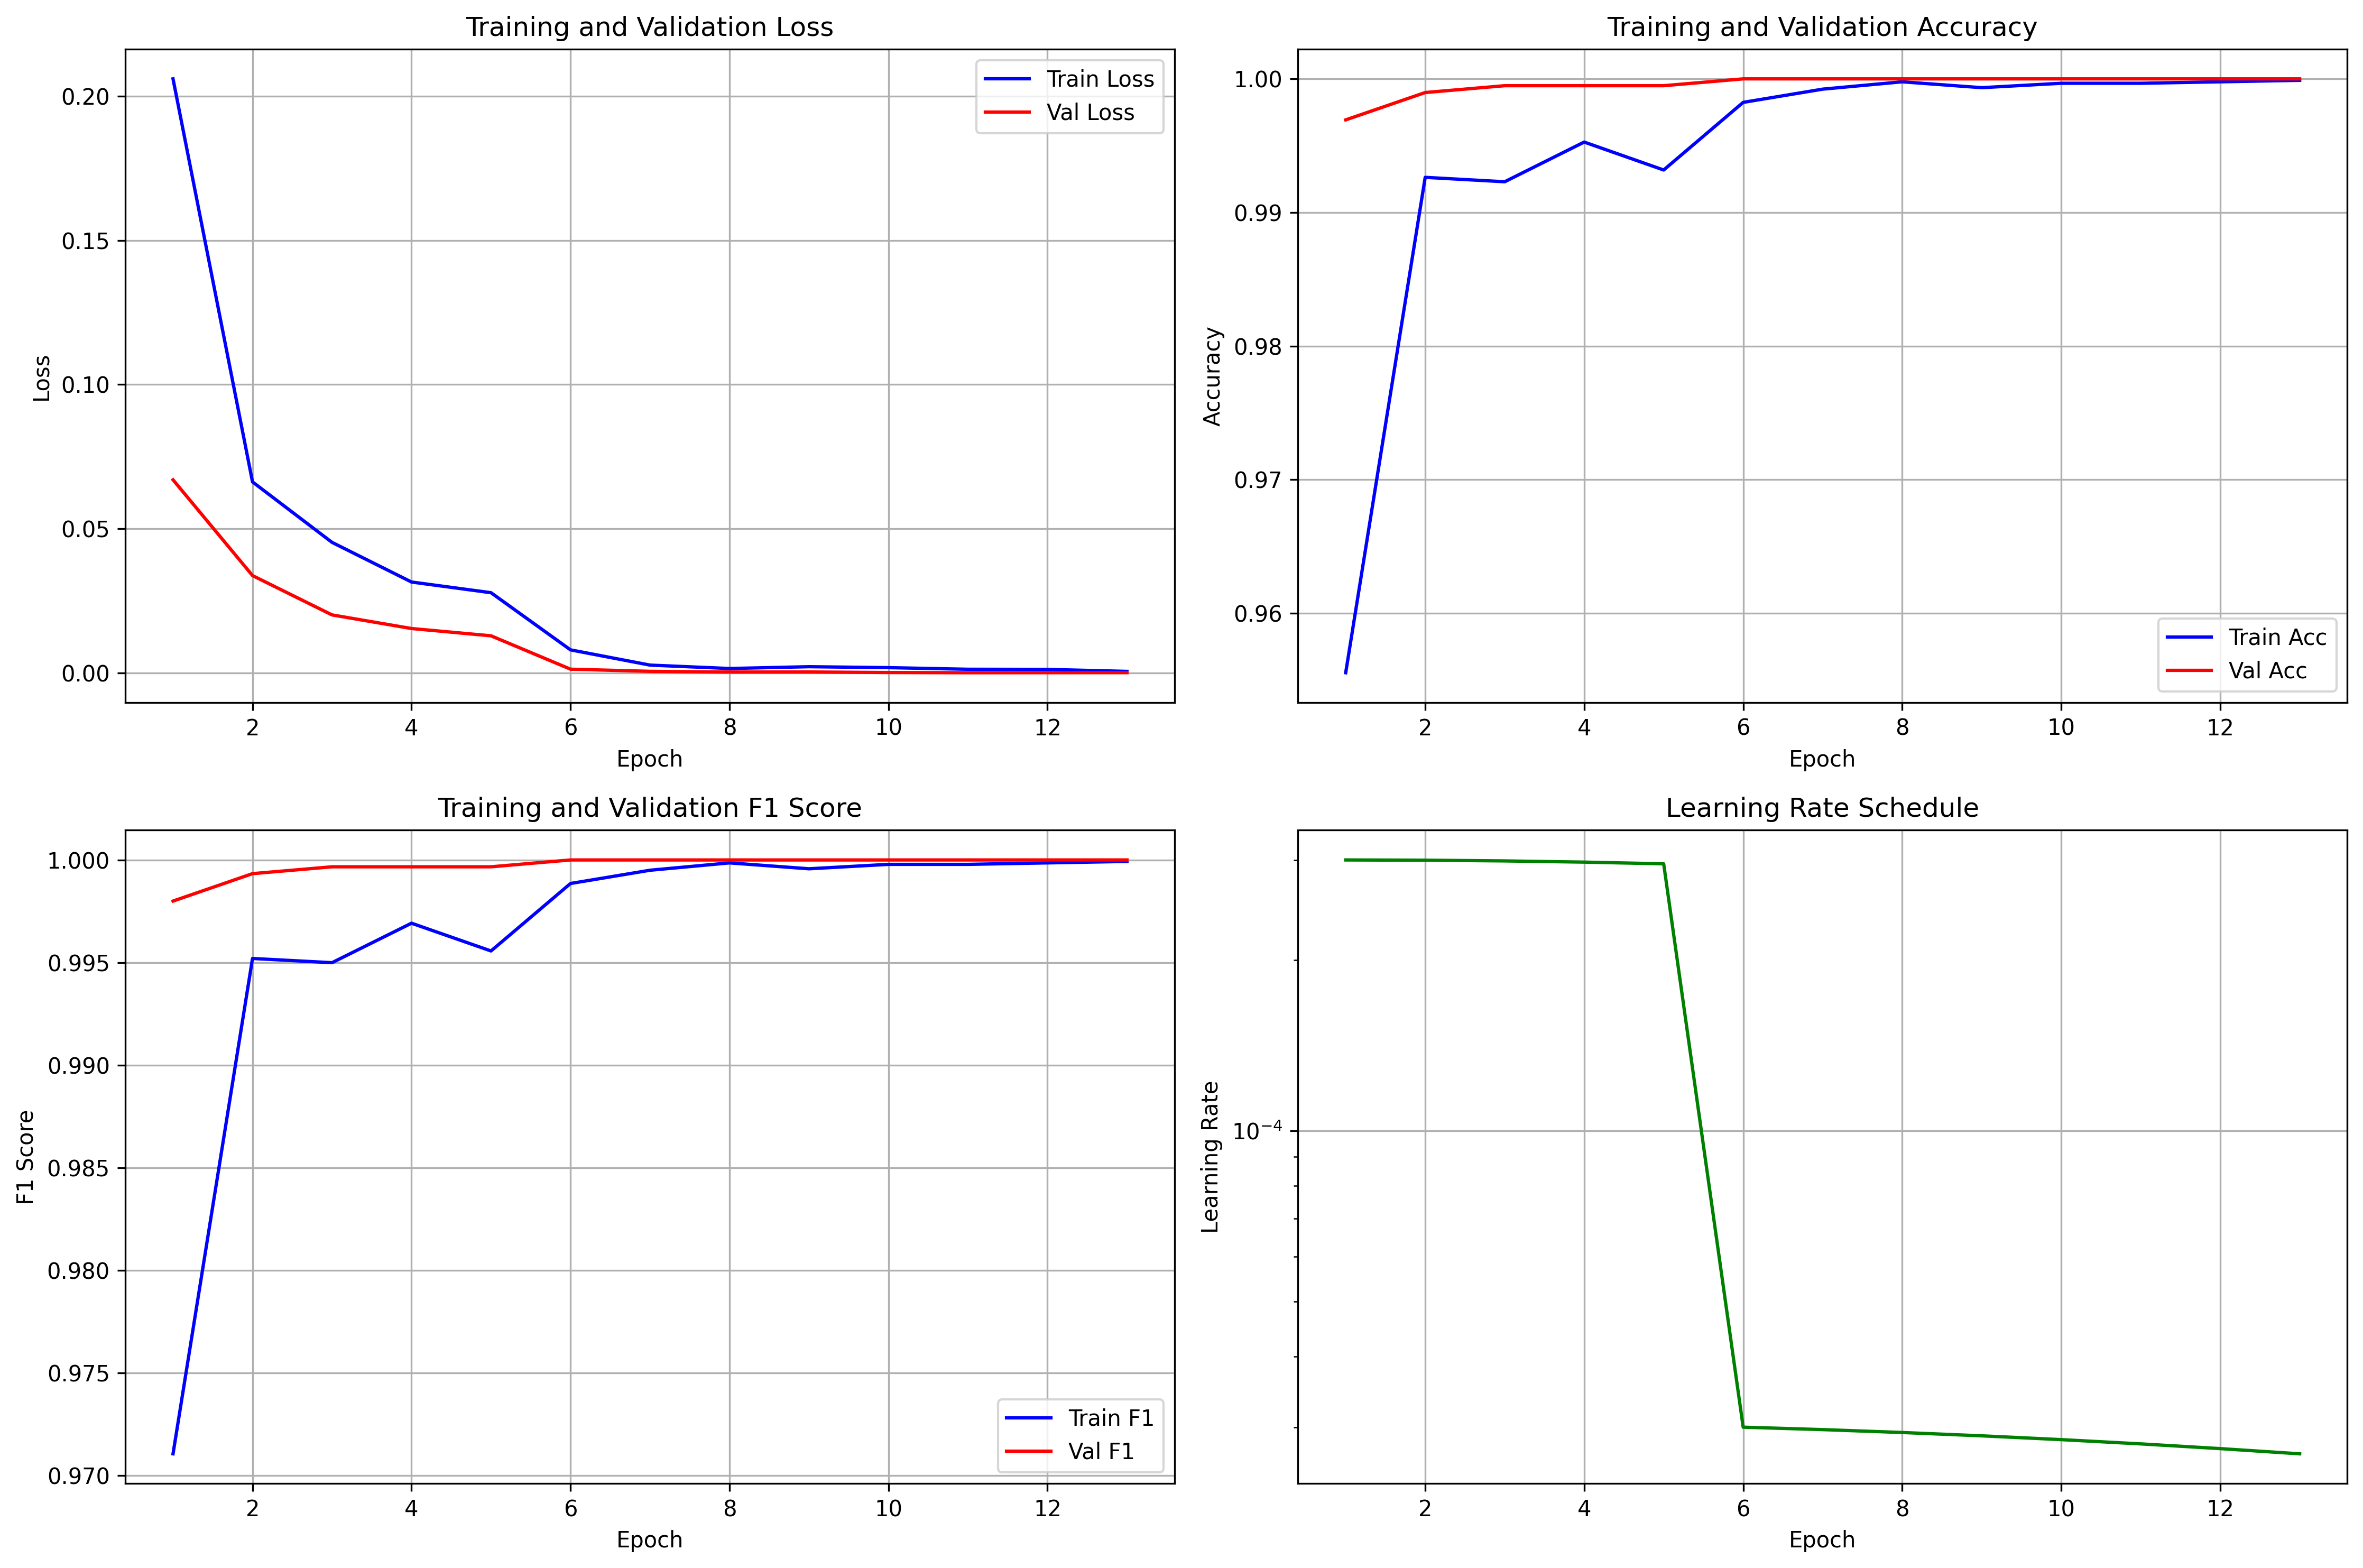 Training and Validation Loss
0.20
0.15
0.10
0.05
0.00
Loss
Train Loss
Val Loss
2 4 6 8 10 12
Epoch
Training and Validation Accuracy
1.00
0.99
0.98
0.97
0.96
Accuracy
Train Acc
Val Acc
2 4 6 8 10 12
Epoch
Training and Validation F1 Score
1.000
0.995
0.990
0.985
0.980
0.975
0.970
F1 Score
Train F1
Val F1
2 4 6 8 10 12
Epoch
Learning Rate Schedule
10⁻⁴
Learning Rate
2 4 6 8 10 12
Epoch